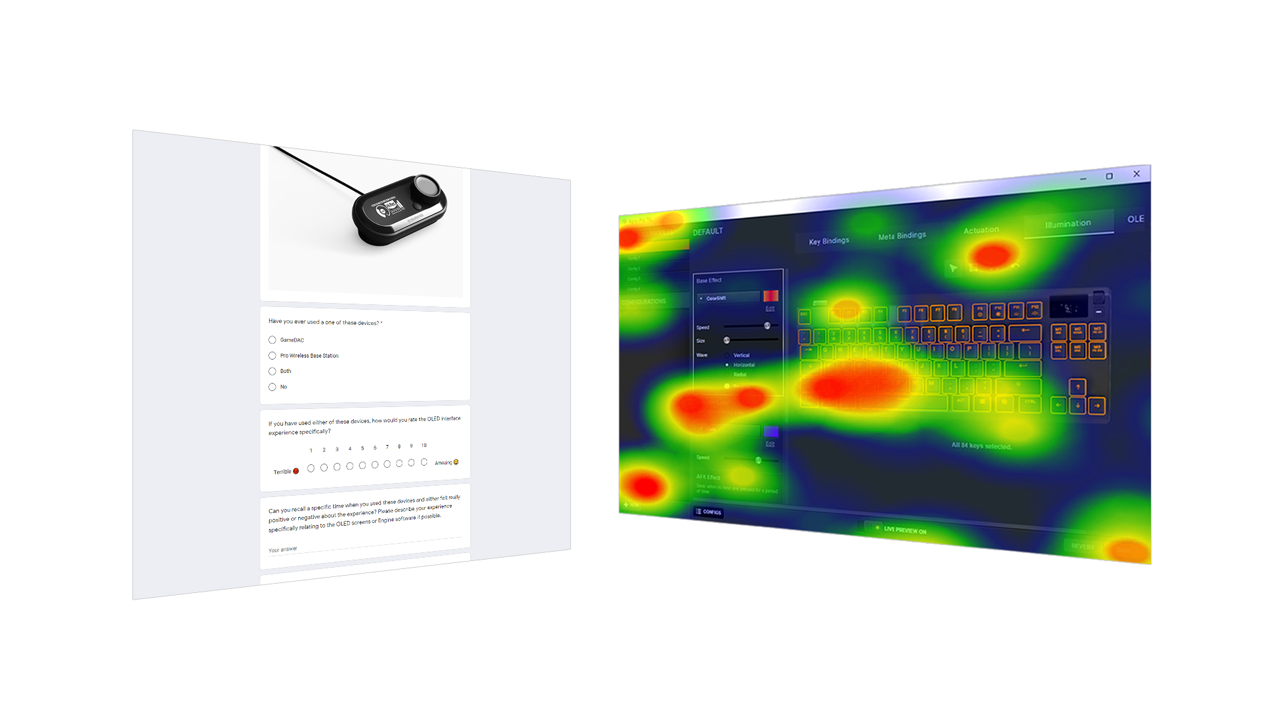 Have you ever used a one of these devices? *
GameDAC
Pro Wireless Base Station
Both
No
If you have used either of these devices, how would you rate the OLED interface
experience specifically?
1 2 3 4 5 6 7 8 9 10
Terrible 😡 Amazing 😀
Can you recall a specific time when you used these devices and either felt really
positive or negative about the experience? Please describe your experience
specifically relating to the OLED screens or Engine software if possible.
Your answer
DEFAULT
Key Bindings
Meta Bindings
Actuation
Illumination
OLE
CONFIGURATIONS
Base Effect
ColorShift
Edit
Speed
Size
Wave
Vertical
Horizontal
Radial
Edit
Speed
AFK Effect
All 84 keys selected.
CONFIGS
LIVE PREVIEW ON
REVERT